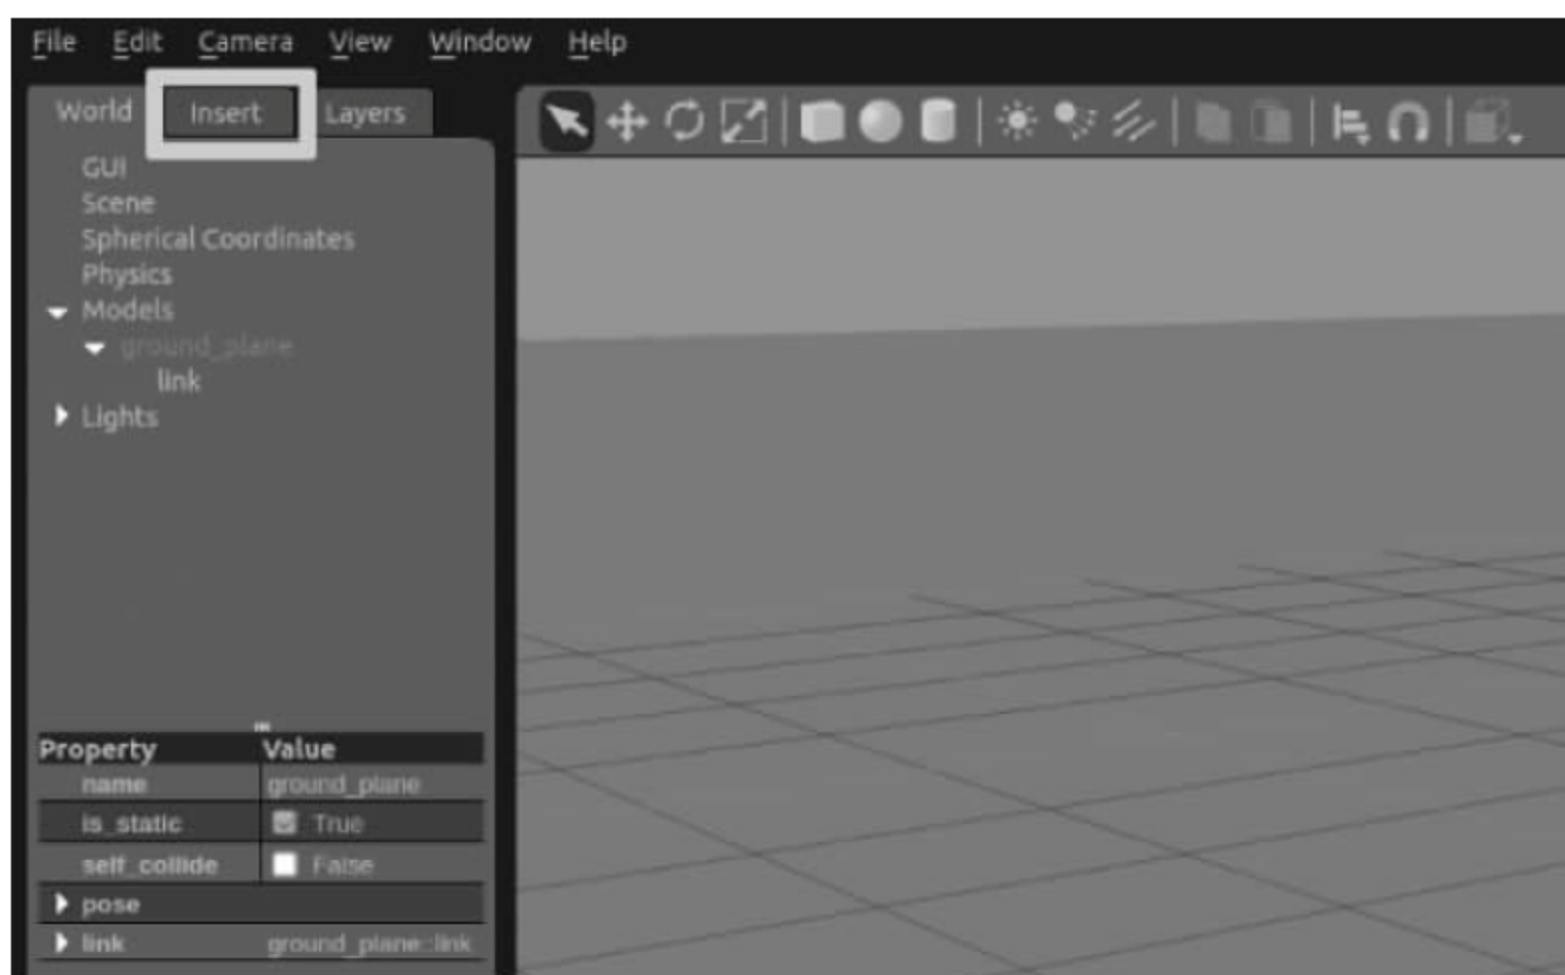 File Edit Camera View Window Help
World Insert Layers
GUI
Scene
Spherical Coordinates
Physics
Models
ground_plane
link
Lights
Property Value
name ground_plane
is_static True
self_collide False
pose
link ground_plane::link